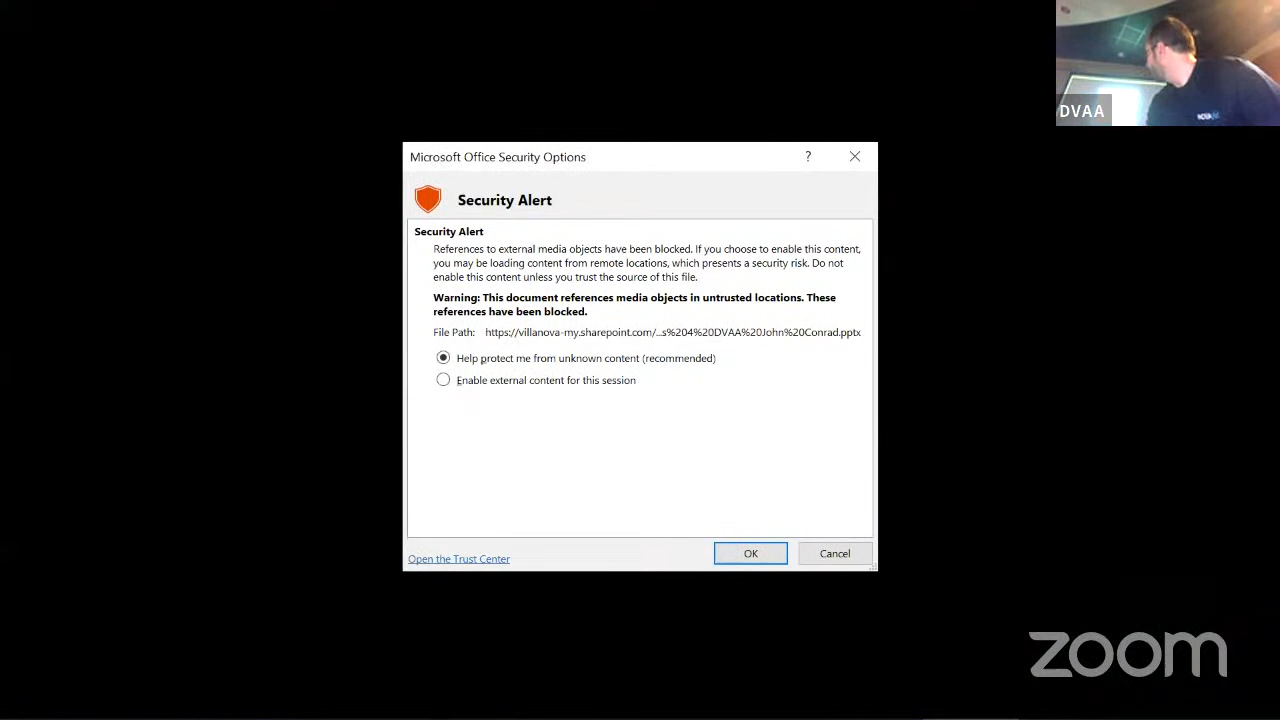 DVAA
Microsoft Office Security Options
?
Security Alert
Security Alert
References to external media objects have been blocked. If you choose to enable this content,
you may be loading content from remote locations, which presents a security risk. Do not
enable this content unless you trust the source of this file.
Warning: This document references media objects in untrusted locations. These
references have been blocked.
File Path: https://villanova-my.sharepoint.com/...s%204%20DVAA%20John%20Conrad.pptx
Help protect me from unknown content (recommended)
Enable external content for this session
Open the Trust Center
OK
Cancel
zoom